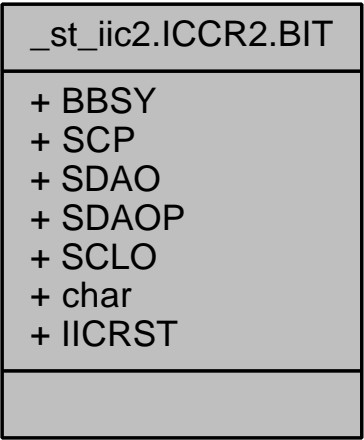 _st_iic2.ICCR2.BIT
+ BBSY
+ SCP
+ SDAO
+ SDAOP
+ SCLO
+ char
+ IICRST